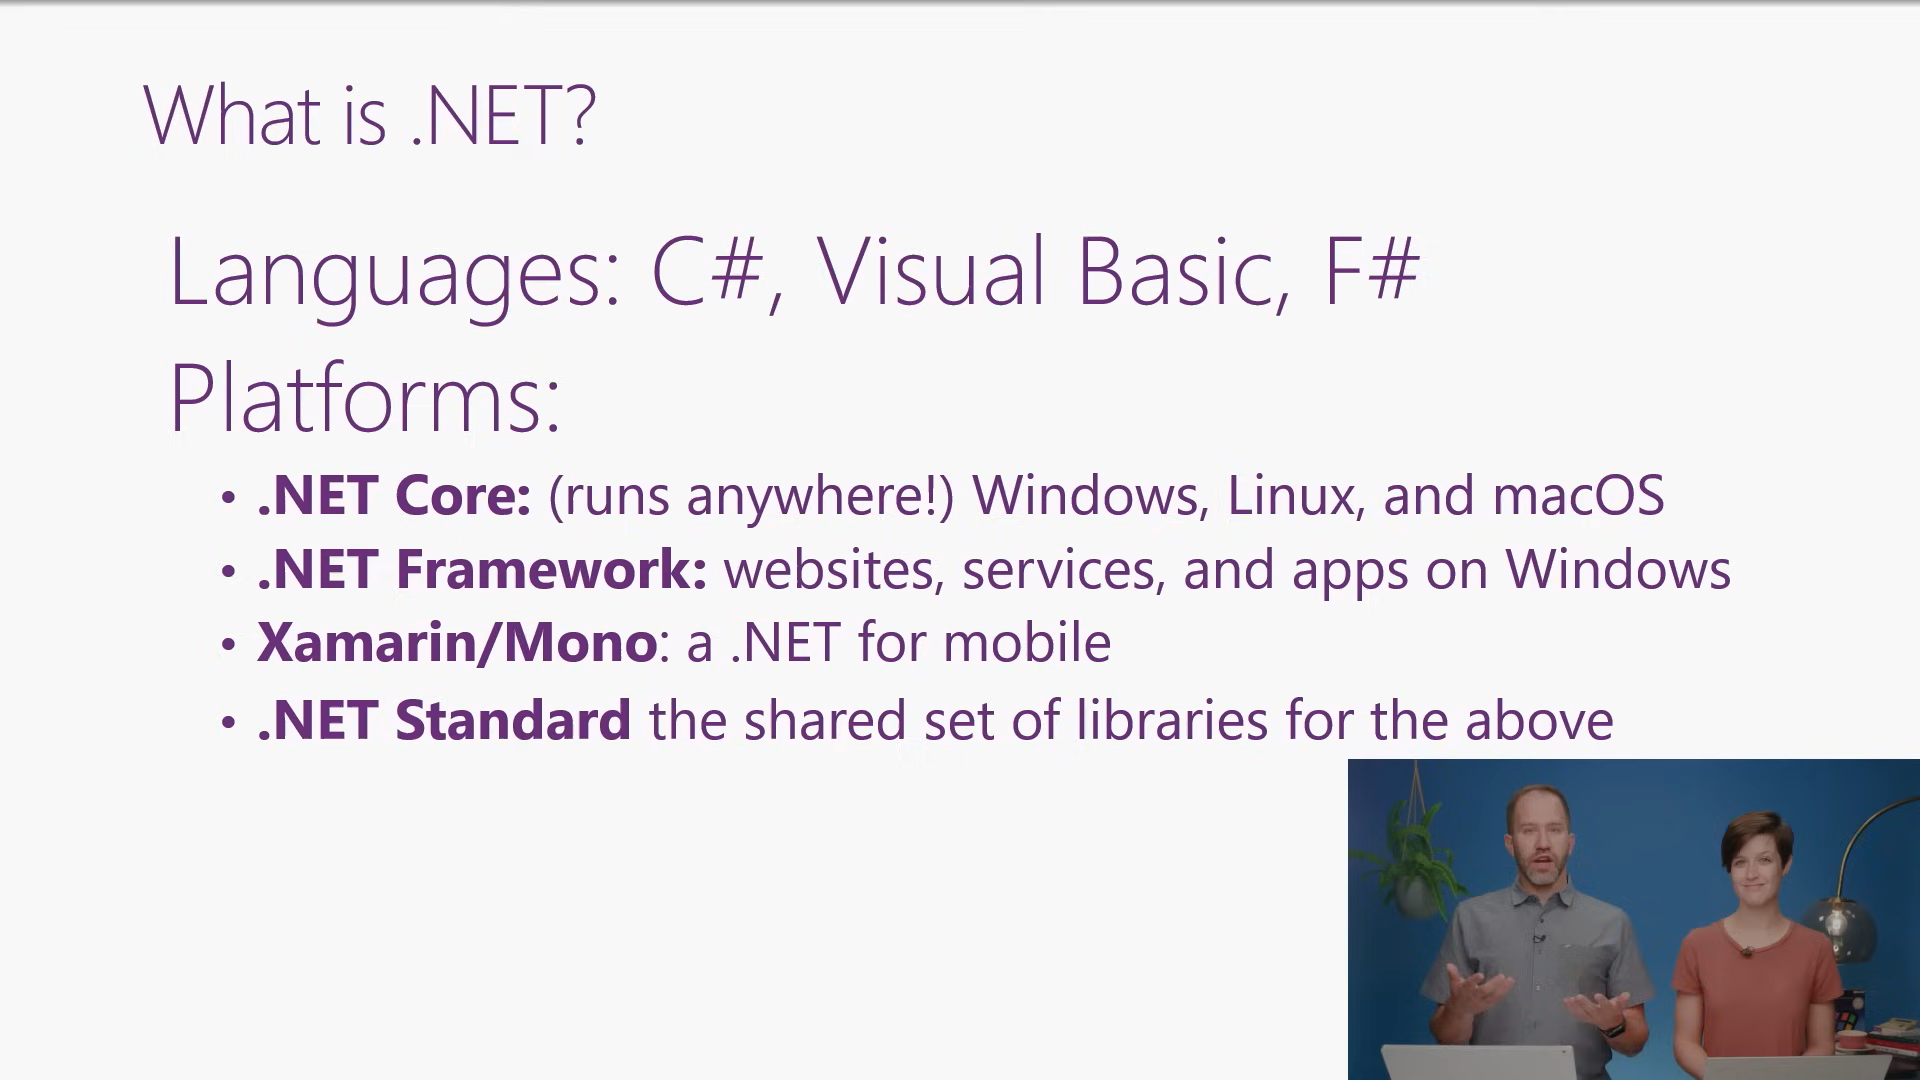 What is .NET?
Languages: C#, Visual Basic, F#
Platforms:
• .NET Core: (runs anywhere!) Windows, Linux, and macOS
• .NET Framework: websites, services, and apps on Windows
• Xamarin/Mono: a .NET for mobile
• .NET Standard the shared set of libraries for the above